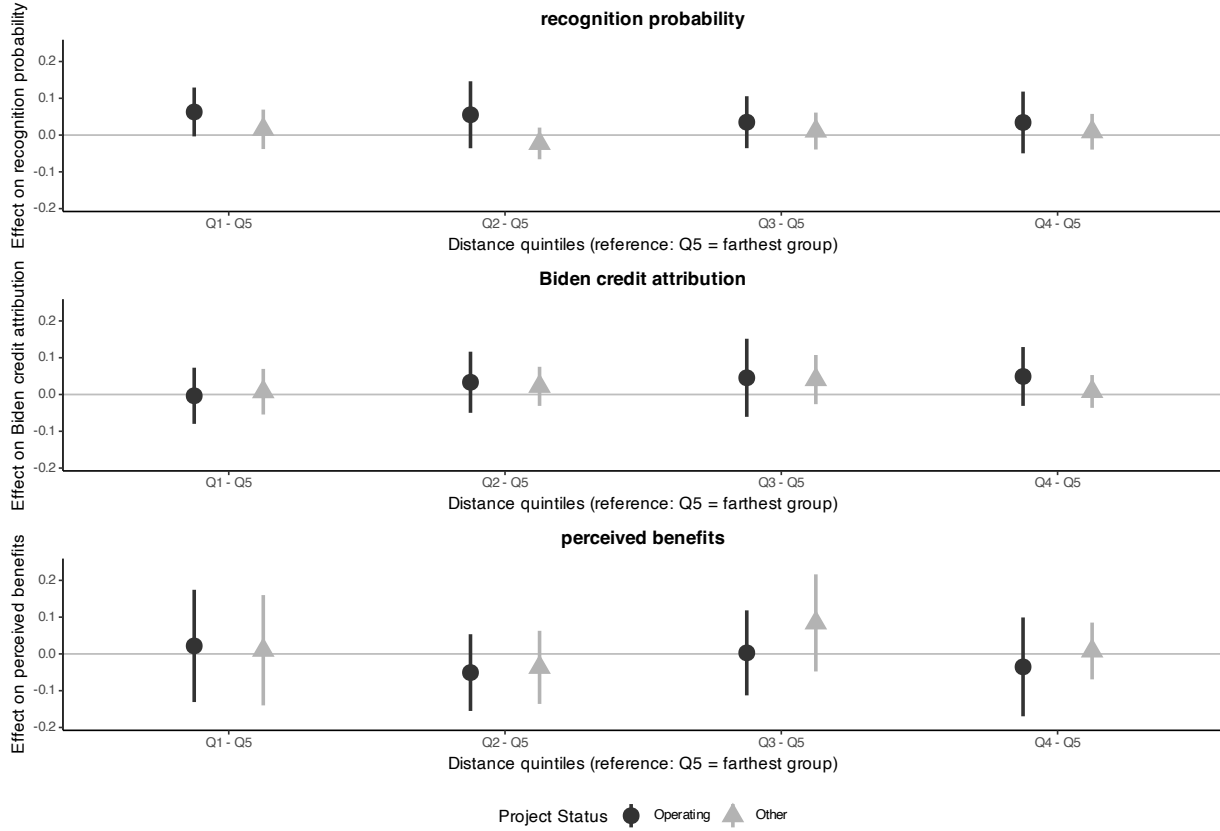 recognition probability
Effect on recognition probability
0.2
0.1
0.0
-0.1
-0.2
Q1 - Q5
Q2 - Q5
Q3 - Q5
Q4 - Q5
Distance quintiles (reference: Q5 = farthest group)
Biden credit attribution
Effect on Biden credit attribution
0.2
0.1
0.0
-0.1
-0.2
Q1 - Q5
Q2 - Q5
Q3 - Q5
Q4 - Q5
Distance quintiles (reference: Q5 = farthest group)
perceived benefits
Effect on perceived benefits
0.2
0.1
0.0
-0.1
-0.2
Q1 - Q5
Q2 - Q5
Q3 - Q5
Q4 - Q5
Distance quintiles (reference: Q5 = farthest group)
Project Status Operating Other